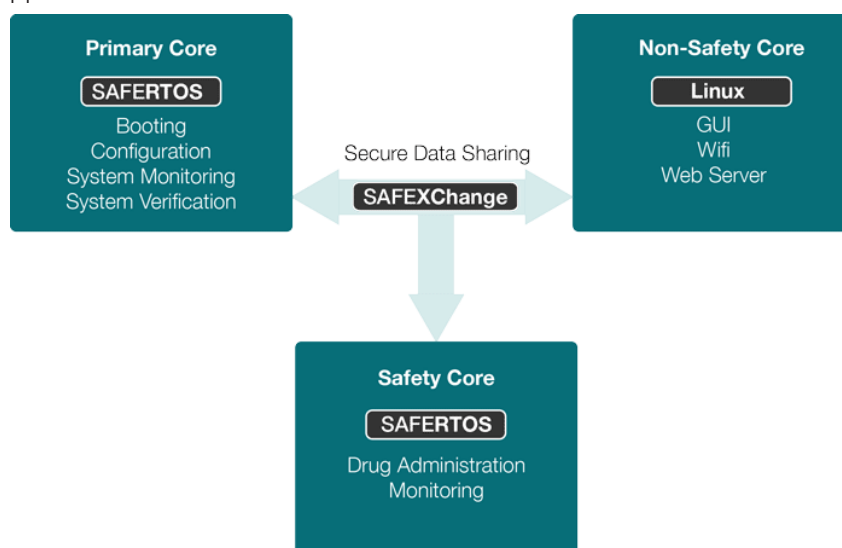 Primary Core
SAFERTOS
Booting
Configuration
System Monitoring
System Verification
Secure Data Sharing
SAFEXChange
Non-Safety Core
Linux
GUI
Wifi
Web Server
Safety Core
SAFERTOS
Drug Administration
Monitoring